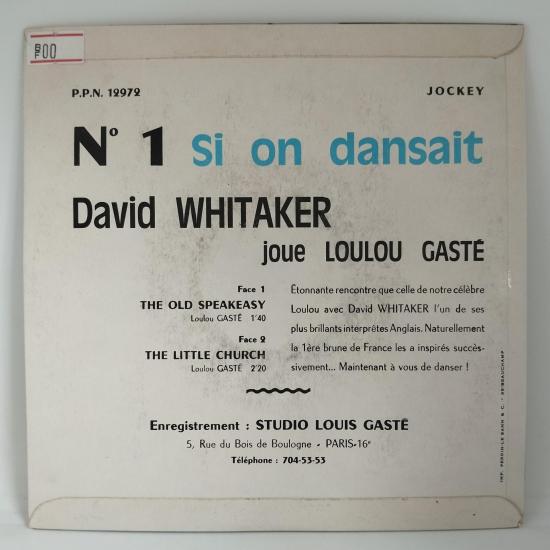 BF 00
P.P.N. 12972 JOCKEY
N° 1 Si on dansait
David WHITAKER
joue LOULOU GASTÉ
Face 1
THE OLD SPEAKEASY
Loulou GASTÉ 1'40
Face 2
THE LITTLE CHURCH
Loulou GASTÉ 2'20
Étonnante rencontre que celle de notre célèbre
Loulou avec David WHITAKER l'un de ses
plus brillants interprètes Anglais. Naturellement
la 1ère brune de France les a inspirés succès-
sivement... Maintenant à vous de danser !
Enregistrement : STUDIO LOUIS GASTÉ
5, Rue du Bois de Boulogne - PARIS-16e
Téléphone : 704-53-53